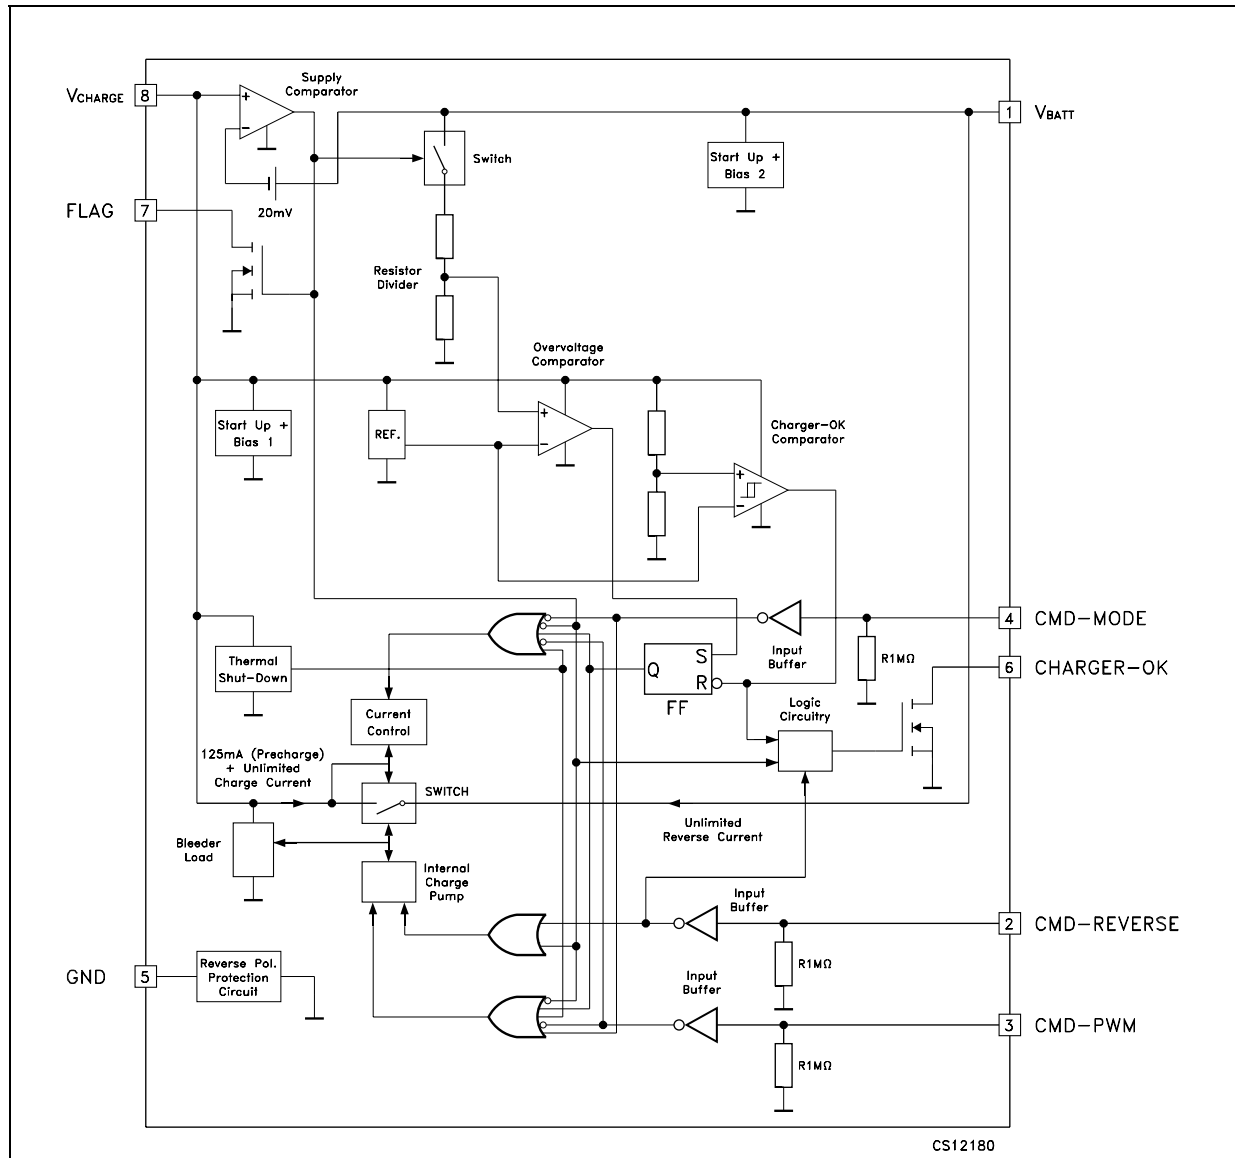 Supply
Comparator
VCHARGE
8
+
−
1
VBATT
Switch
Start Up +
Bias 2
20mV
FLAG
7
Resistor
Divider
Overvoltage
Comparator
Start Up +
Bias 1
REF.
+
−
Charger-OK
Comparator
+
−
4
CMD-MODE
Input
Buffer
R1MΩ
6
CHARGER-OK
Thermal
Shut-Down
Q
S
R
FF
Logic
Circuitry
Current
Control
125mA (Precharge)
+ Unlimited
Charge Current
SWITCH
Unlimited
Reverse Current
Bleeder
Load
Internal
Charge
Pump
Input
Buffer
2
CMD-REVERSE
R1MΩ
GND
5
Reverse Pol.
Protection
Circuit
Input
Buffer
3
CMD-PWM
R1MΩ
CS12180